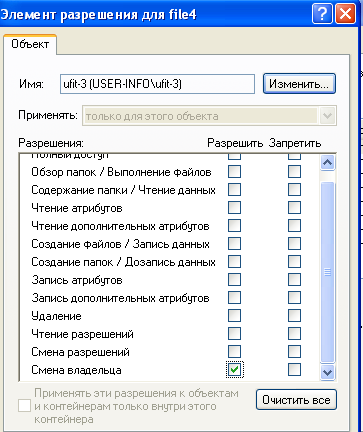 Элемент разрешения для file4
Объект
Имя: ufit-3 (USER-INFO\ufit-3) Изменить...
Применять: только для этого объекта
Разрешения: Разрешить Запретить
Полный доступ
Обзор папок / Выполнение файлов
Содержание папки / Чтение данных
Чтение атрибутов
Чтение дополнительных атрибутов
Создание файлов / Запись данных
Создание папок / Дозапись данных
Запись атрибутов
Запись дополнительных атрибутов
Удаление
Чтение разрешений
Смена разрешений
Смена владельца
Применять эти разрешения к объектам
и контейнерам только внутри этого
контейнера
Очистить все